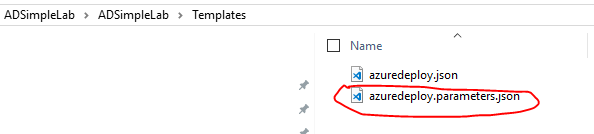 ADSimpleLab > ADSimpleLab > Templates
Name
azuredeploy.json
azuredeploy.parameters.json